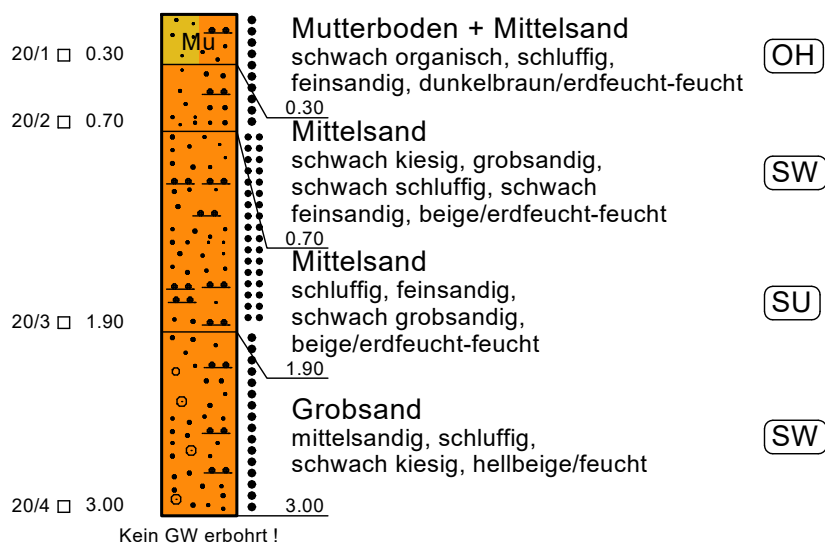 Mu
20/1 0.30
Mutterboden + Mittelsand
schwach organisch, schluffig,
feinsandig, dunkelbraun/erdfeucht-feucht
OH
0.30
20/2 0.70
Mittelsand
schwach kiesig, grobsandig,
schwach schluffig, schwach
feinsandig, beige/erdfeucht-feucht
SW
0.70
Mittelsand
schluffig, feinsandig,
schwach grobsandig,
beige/erdfeucht-feucht
SU
20/3 1.90
1.90
Grobsand
mittelsandig, schluffig,
schwach kiesig, hellbeige/feucht
SW
20/4 3.00
3.00
Kein GW erbohrt !